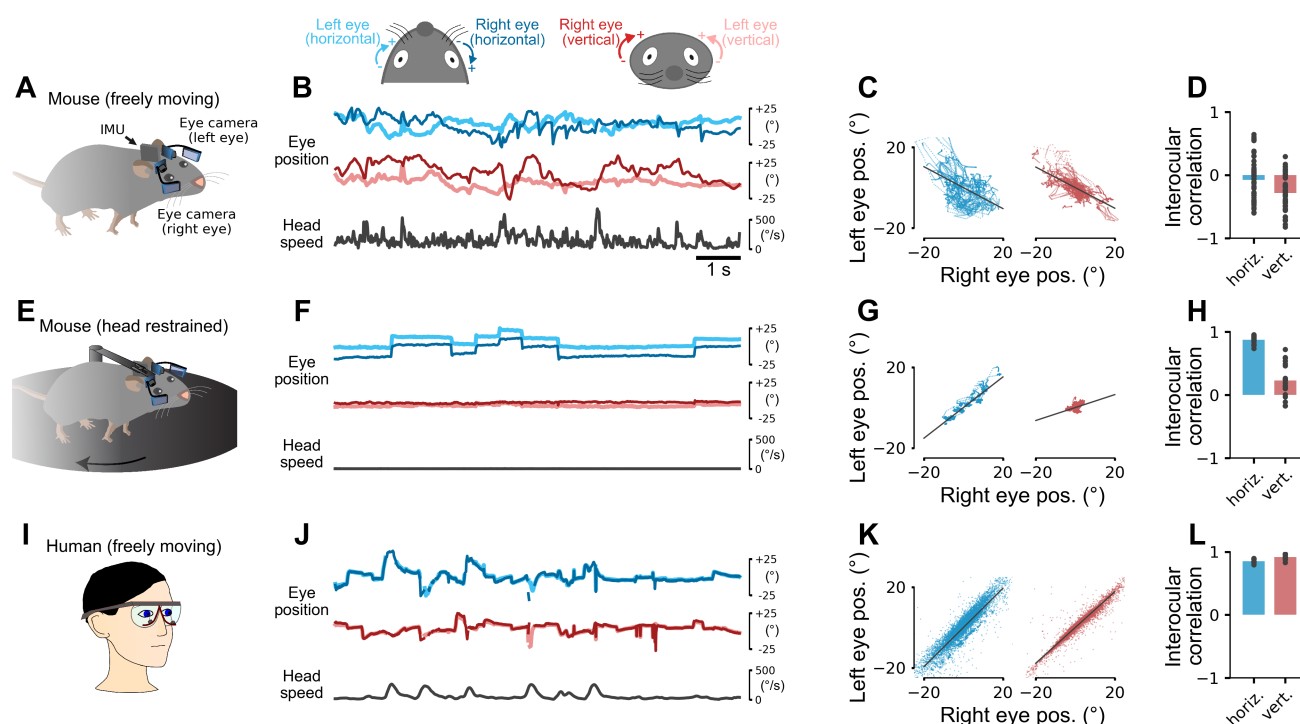 Left eye
(horizontal)
+
-
Right eye
(horizontal)
-
+
Right eye
(vertical)
+
-
Left eye
(vertical)
+
-
A
Mouse (freely moving)
IMU
Eye camera
(left eye)
Eye camera
(right eye)
B
Eye
position
+25
(°)
-25
+25
(°)
-25
Head
speed
500
(°/s)
0
1 s
C
Left eye pos. (°)
20
−20
−20
20
−20
20
Right eye pos. (°)
D
Interocular
correlation
1
0
−1
horiz.
vert.
E
Mouse (head restrained)
F
Eye
position
+25
(°)
-25
+25
(°)
-25
Head
speed
500
(°/s)
0
G
Left eye pos. (°)
20
−20
−20
20
−20
20
Right eye pos. (°)
H
Interocular
correlation
1
0
−1
horiz.
vert.
I
Human (freely moving)
J
Eye
position
+25
(°)
-25
+25
(°)
-25
Head
speed
500
(°/s)
0
K
Left eye pos. (°)
20
−20
−20
20
−20
20
Right eye pos. (°)
L
Interocular
correlation
1
0
−1
horiz.
vert.